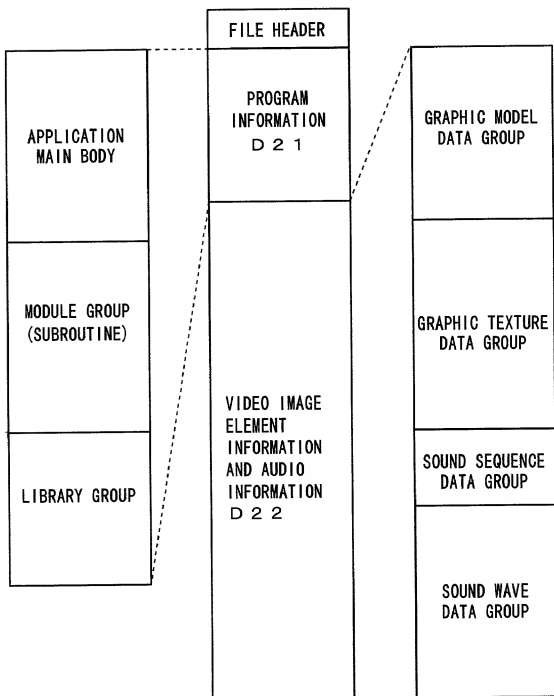 FILE HEADER
PROGRAM
INFORMATION
D21
APPLICATION
MAIN BODY
MODULE GROUP
(SUBROUTINE)
LIBRARY GROUP
VIDEO IMAGE
ELEMENT
INFORMATION
AND AUDIO
INFORMATION
D22
GRAPHIC MODEL
DATA GROUP
GRAPHIC TEXTURE
DATA GROUP
SOUND SEQUENCE
DATA GROUP
SOUND WAVE
DATA GROUP